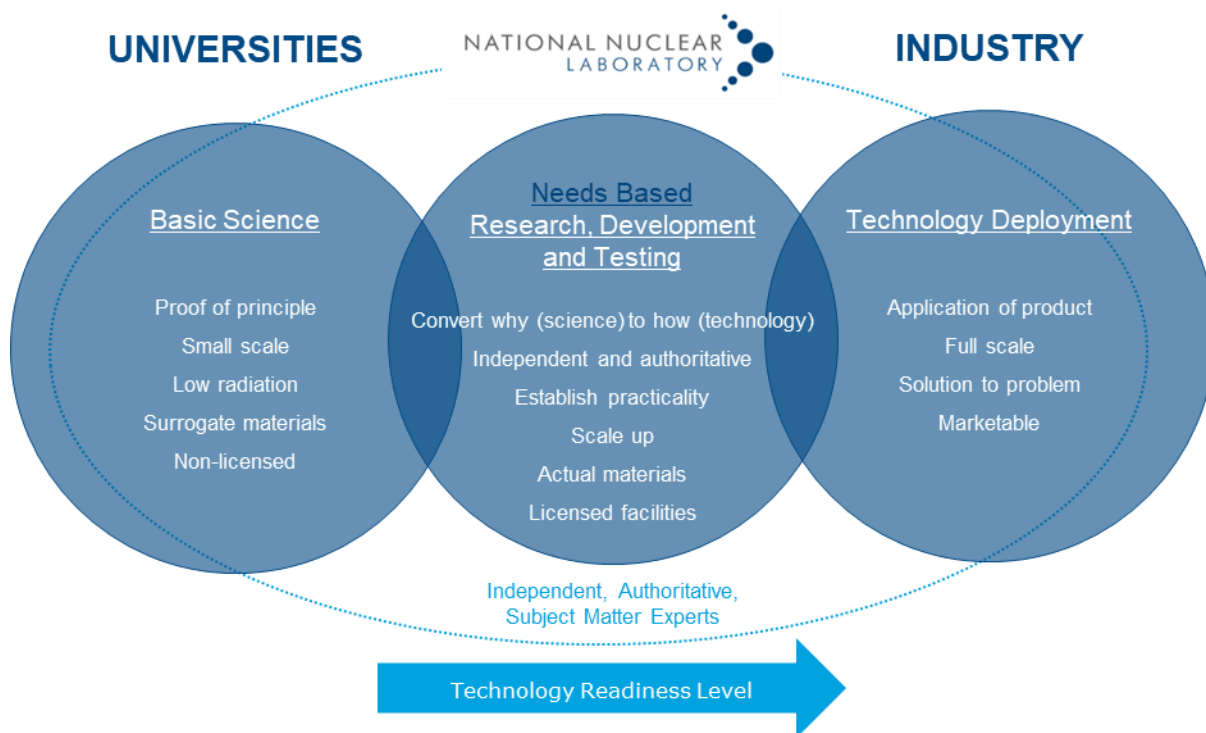 UNIVERSITIES
NATIONAL NUCLEAR
LABORATORY
INDUSTRY
Basic Science
Proof of principle
Small scale
Low radiation
Surrogate materials
Non-licensed
Needs Based
Research, Development
and Testing
Convert why (science) to how (technology)
Independent and authoritative
Establish practicality
Scale up
Actual materials
Licensed facilities
Technology Deployment
Application of product
Full scale
Solution to problem
Marketable
Independent, Authoritative,
Subject Matter Experts
Technology Readiness Level